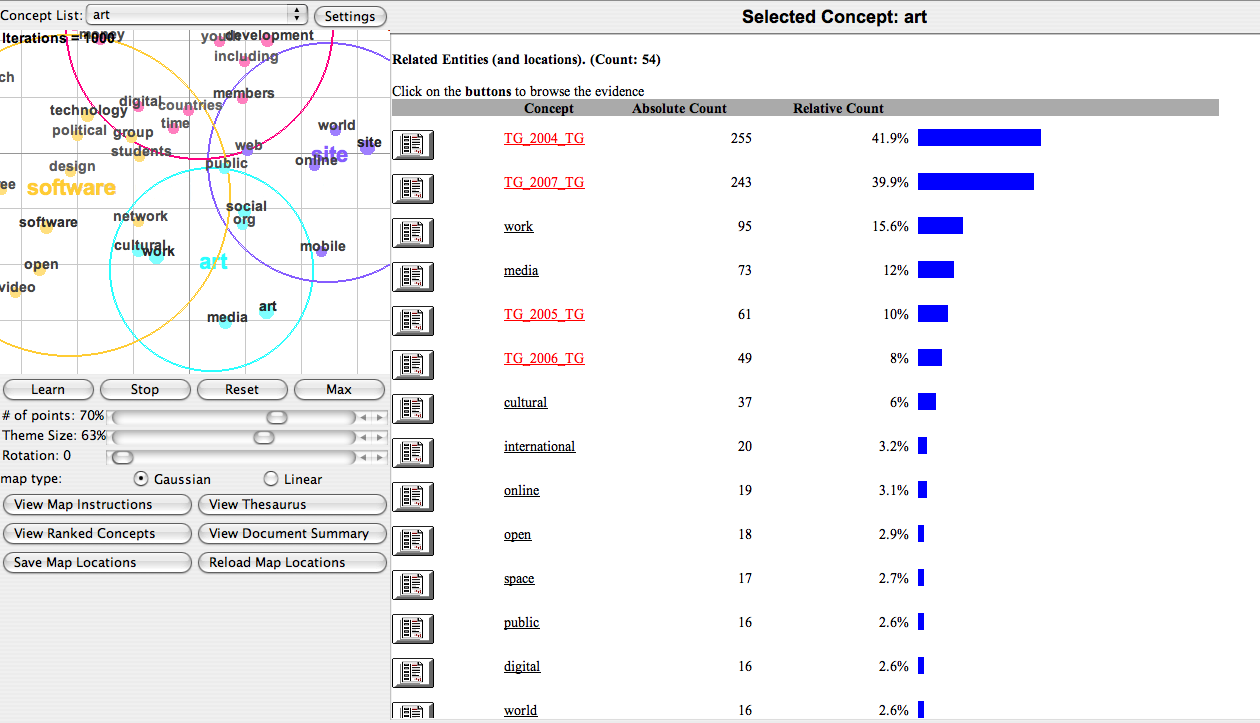 Concept List: art Settings
Selected Concept: art
Iterations = 1000
money
youth development
including
members
ch
digital countries
technology
time
political group
world
students
web
site
online site
public
design
ee software
social
network
org
software
cultural work
mobile
art
open
video
art
media
Learn Stop Reset Max
# of points: 70%
Theme Size: 63%
Rotation: 0
map type: Gaussian Linear
View Map Instructions View Thesaurus
View Ranked Concepts View Document Summary
Save Map Locations Reload Map Locations
Related Entities (and locations). (Count: 54)
Click on the buttons to browse the evidence
Concept Absolute Count Relative Count
TG_2004_TG 255 41.9%
TG_2007_TG 243 39.9%
work 95 15.6%
media 73 12%
TG_2005_TG 61 10%
TG_2006_TG 49 8%
cultural 37 6%
international 20 3.2%
online 19 3.1%
open 18 2.9%
space 17 2.7%
public 16 2.6%
digital 16 2.6%
world 16 2.6%